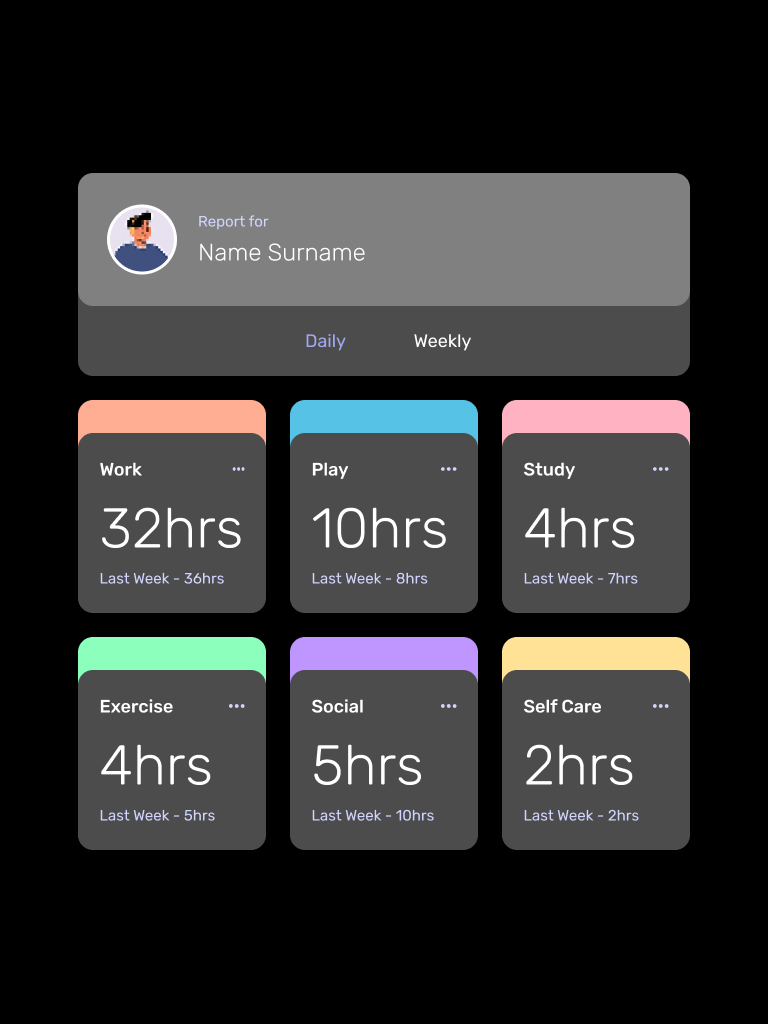 Report for
Name Surname
Daily Weekly
Work
32hrs
Last Week - 36hrs
Play
10hrs
Last Week - 8hrs
Study
4hrs
Last Week - 7hrs
Exercise
4hrs
Last Week - 5hrs
Social
5hrs
Last Week - 10hrs
Self Care
2hrs
Last Week - 2hrs